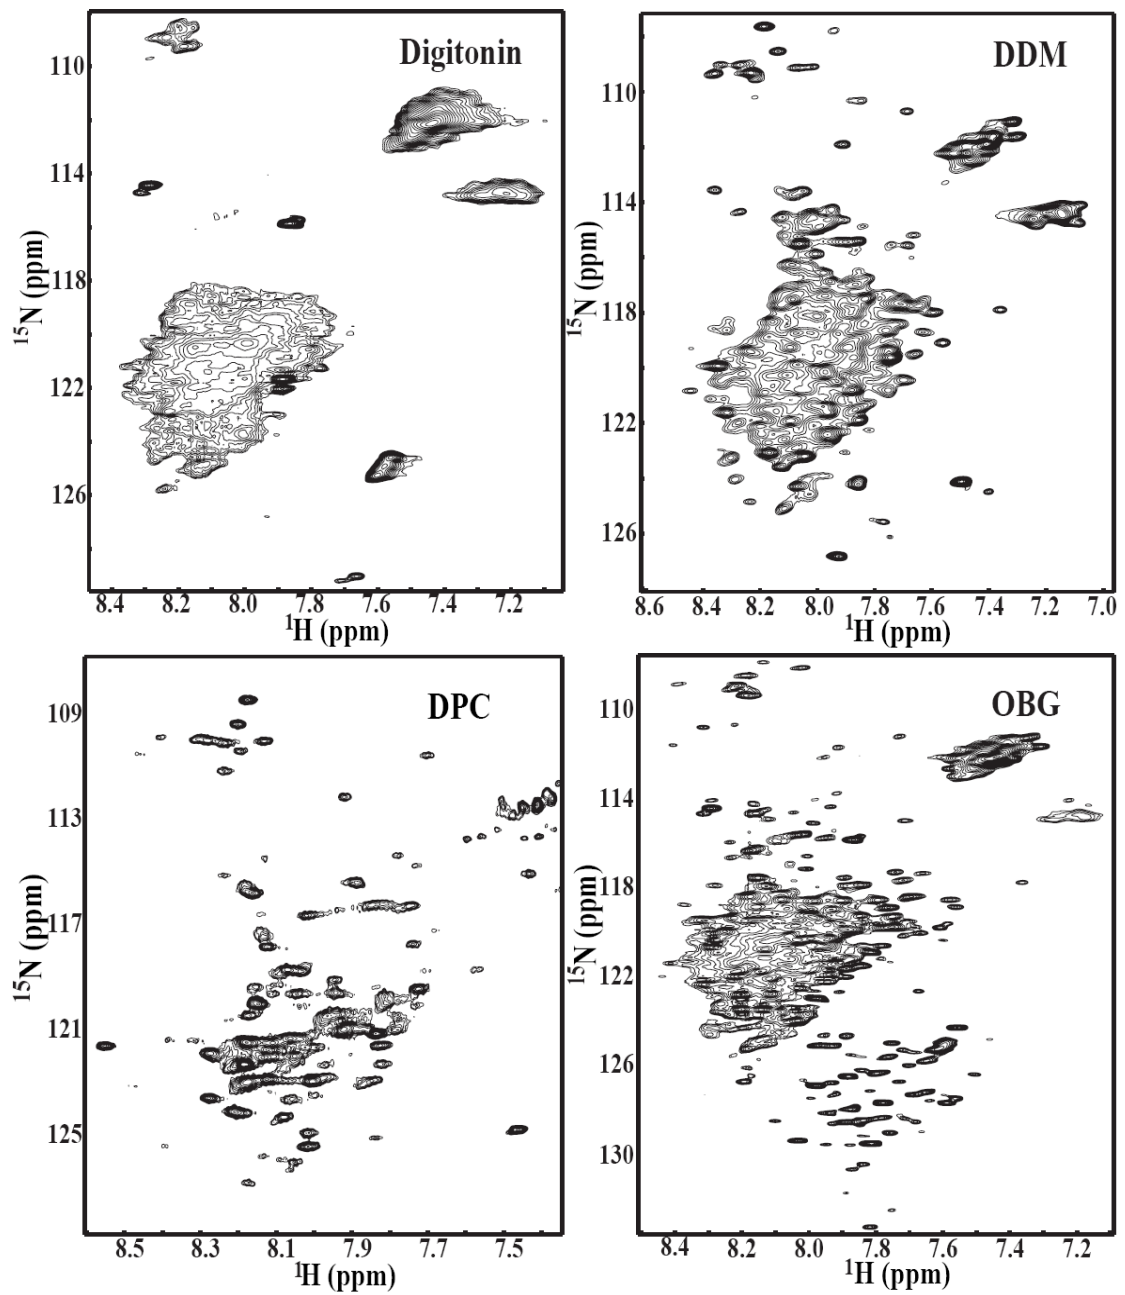 Digitonin
110
114
118
122
126
¹⁵N (ppm)
8.4 8.2 8.0 7.8 7.6 7.4 7.2
¹H (ppm)
DDM
110
114
118
122
126
¹⁵N (ppm)
8.6 8.4 8.2 8.0 7.8 7.6 7.4 7.2 7.0
¹H (ppm)
DPC
109
113
117
121
125
¹⁵N (ppm)
8.5 8.3 8.1 7.9 7.7 7.5
¹H (ppm)
OBG
110
114
118
122
126
130
¹⁵N (ppm)
8.4 8.2 8.0 7.8 7.6 7.4 7.2
¹H (ppm)